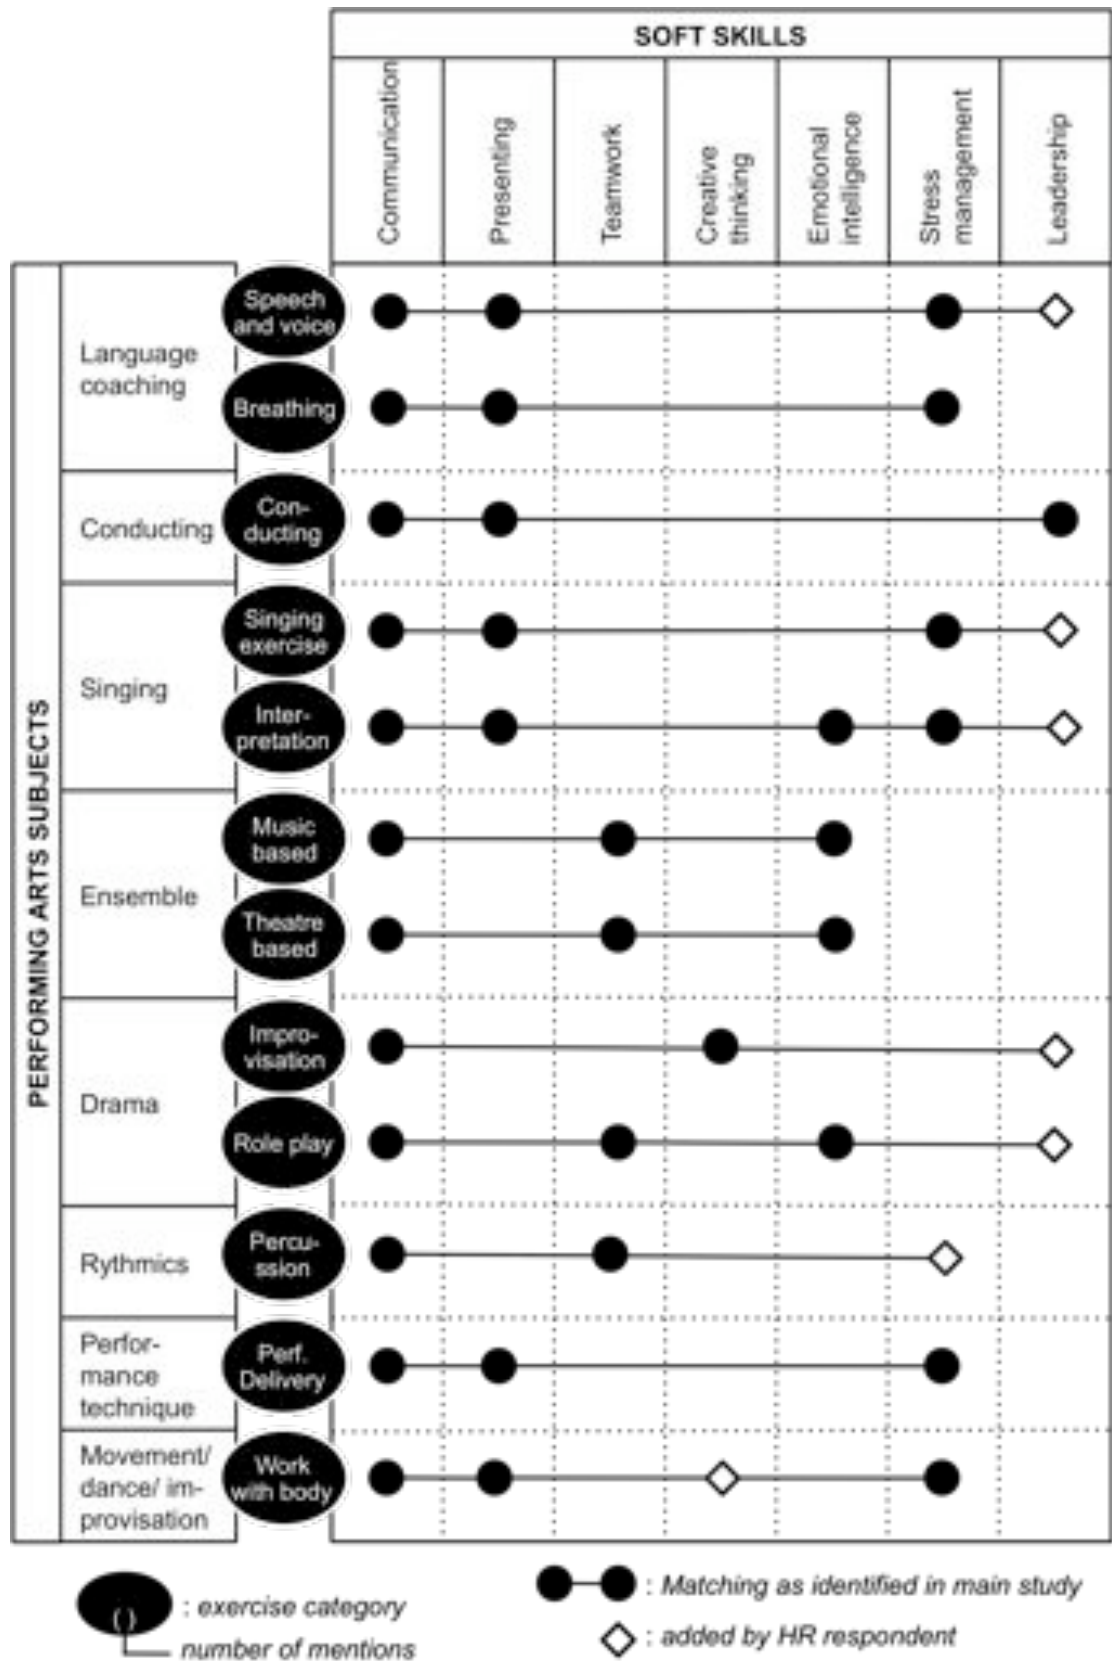 SOFT SKILLS
Communication
Presenting
Teamwork
Creative
thinking
Emotional
intelligence
Stress
management
Leadership
PERFORMING ARTS SUBJECTS
Language
coaching
Speech
and voice
Breathing
Conducting
Con-
ducting
Singing
Singing
exercise
Inter-
pretation
Ensemble
Music
based
Theatre
based
Drama
Impro-
visation
Role play
Rythmics
Percu-
ssion
Perfor-
mance
technique
Perf.
Delivery
Movement/
dance/ im-
provisation
Work
with body
( )
: exercise category
number of mentions
: Matching as identified in main study
: added by HR respondent